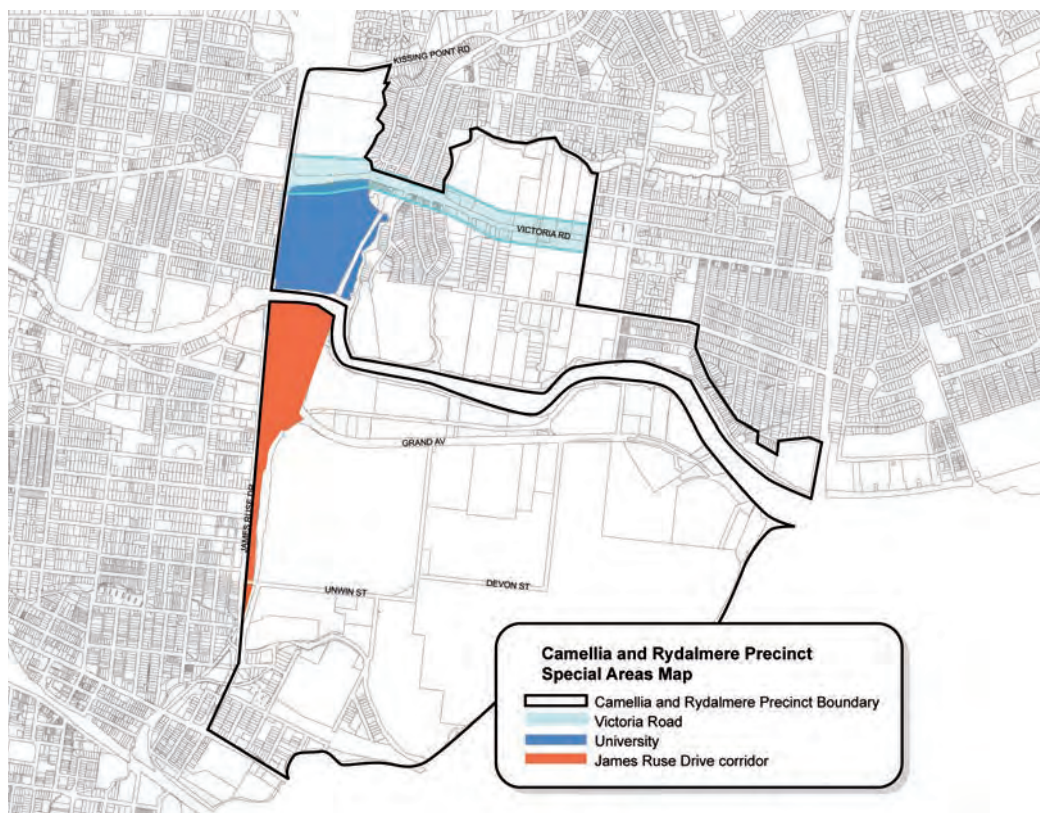 KISSING POINT RD
VICTORIA RD
GRAND AV
JAMES RUSE DR
UNWIN ST
DEVON ST
Camellia and Rydalmere Precinct
Special Areas Map
Camellia and Rydalmere Precinct Boundary
Victoria Road
University
James Ruse Drive corridor